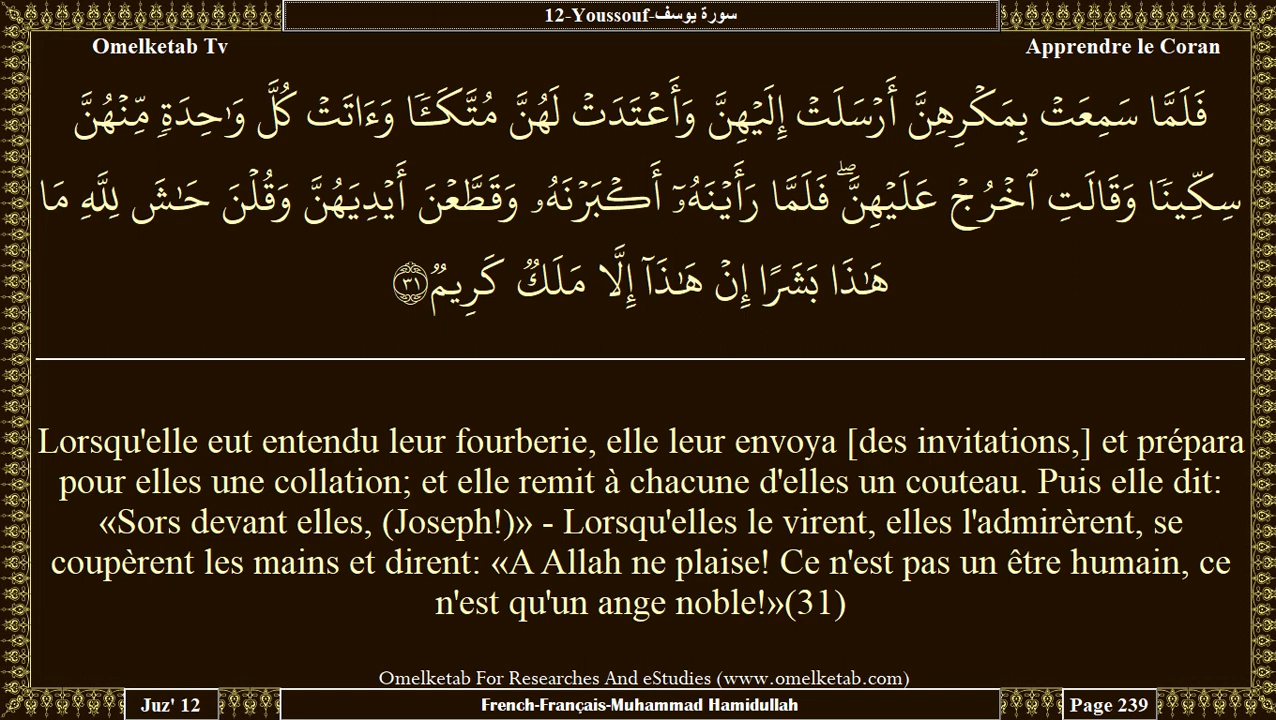 12-Youssouf-سورة يوسف
Omelketab Tv
Apprendre le Coran
فَلَمَّا سَمِعَتْ بِمَكْرِهِنَّ أَرْسَلَتْ إِلَيْهِنَّ وَأَعْتَدَتْ لَهُنَّ مُتَّكَـًٔا وَءَاتَتْ كُلَّ وَٰحِدَةٍ مِّنْهُنَّ
سِكِّينًا وَقَالَتِ ٱخْرُجْ عَلَيْهِنَّ ۖ فَلَمَّا رَأَيْنَهُۥٓ أَكْبَرْنَهُۥ وَقَطَّعْنَ أَيْدِيَهُنَّ وَقُلْنَ حَـٰشَ لِلَّهِ مَا
هَـٰذَا بَشَرًا إِنْ هَـٰذَآ إِلَّا مَلَكٌ كَرِيمٌ ﴿٣١﴾
Lorsqu'elle eut entendu leur fourberie, elle leur envoya [des invitations,] et prépara
pour elles une collation; et elle remit à chacune d'elles un couteau. Puis elle dit:
«Sors devant elles, (Joseph!)» - Lorsqu'elles le virent, elles l'admirèrent, se
coupèrent les mains et dirent: «A Allah ne plaise! Ce n'est pas un être humain, ce
n'est qu'un ange noble!»(31)
Omelketab For Researches And eStudies (www.omelketab.com)
Juz' 12
French-Français-Muhammad Hamidullah
Page 239